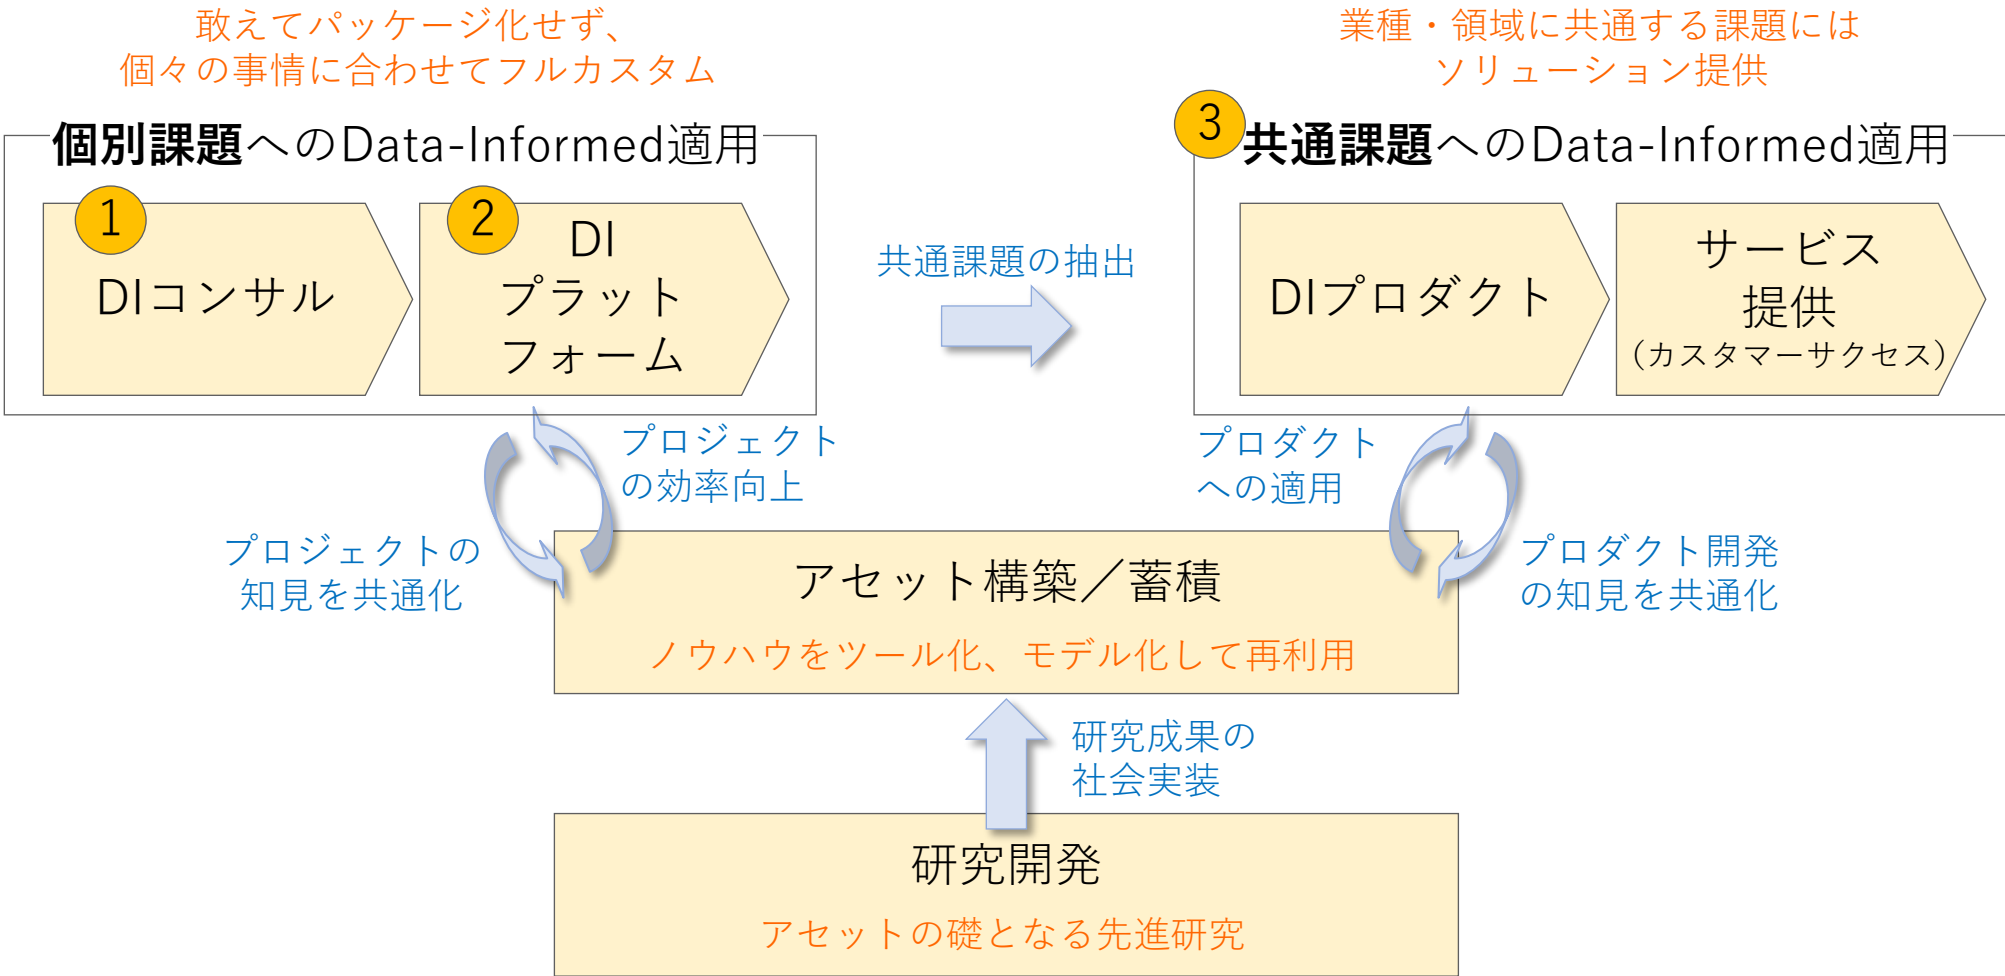 敢えてパッケージ化せず、
個々の事情に合わせてフルカスタム
業種・領域に共通する課題には
ソリューション提供
個別課題へのData-Informed適用
1
DIコンサル
2
DI
プラット
フォーム
共通課題の抽出
3
共通課題へのData-Informed適用
DIプロダクト
サービス
提供
(カスタマーサクセス)
プロジェクト
の効率向上
プロジェクトの
知見を共通化
プロダクト
への適用
プロダクト開発
の知見を共通化
アセット構築／蓄積
ノウハウをツール化、モデル化して再利用
研究成果の
社会実装
研究開発
アセットの礎となる先進研究